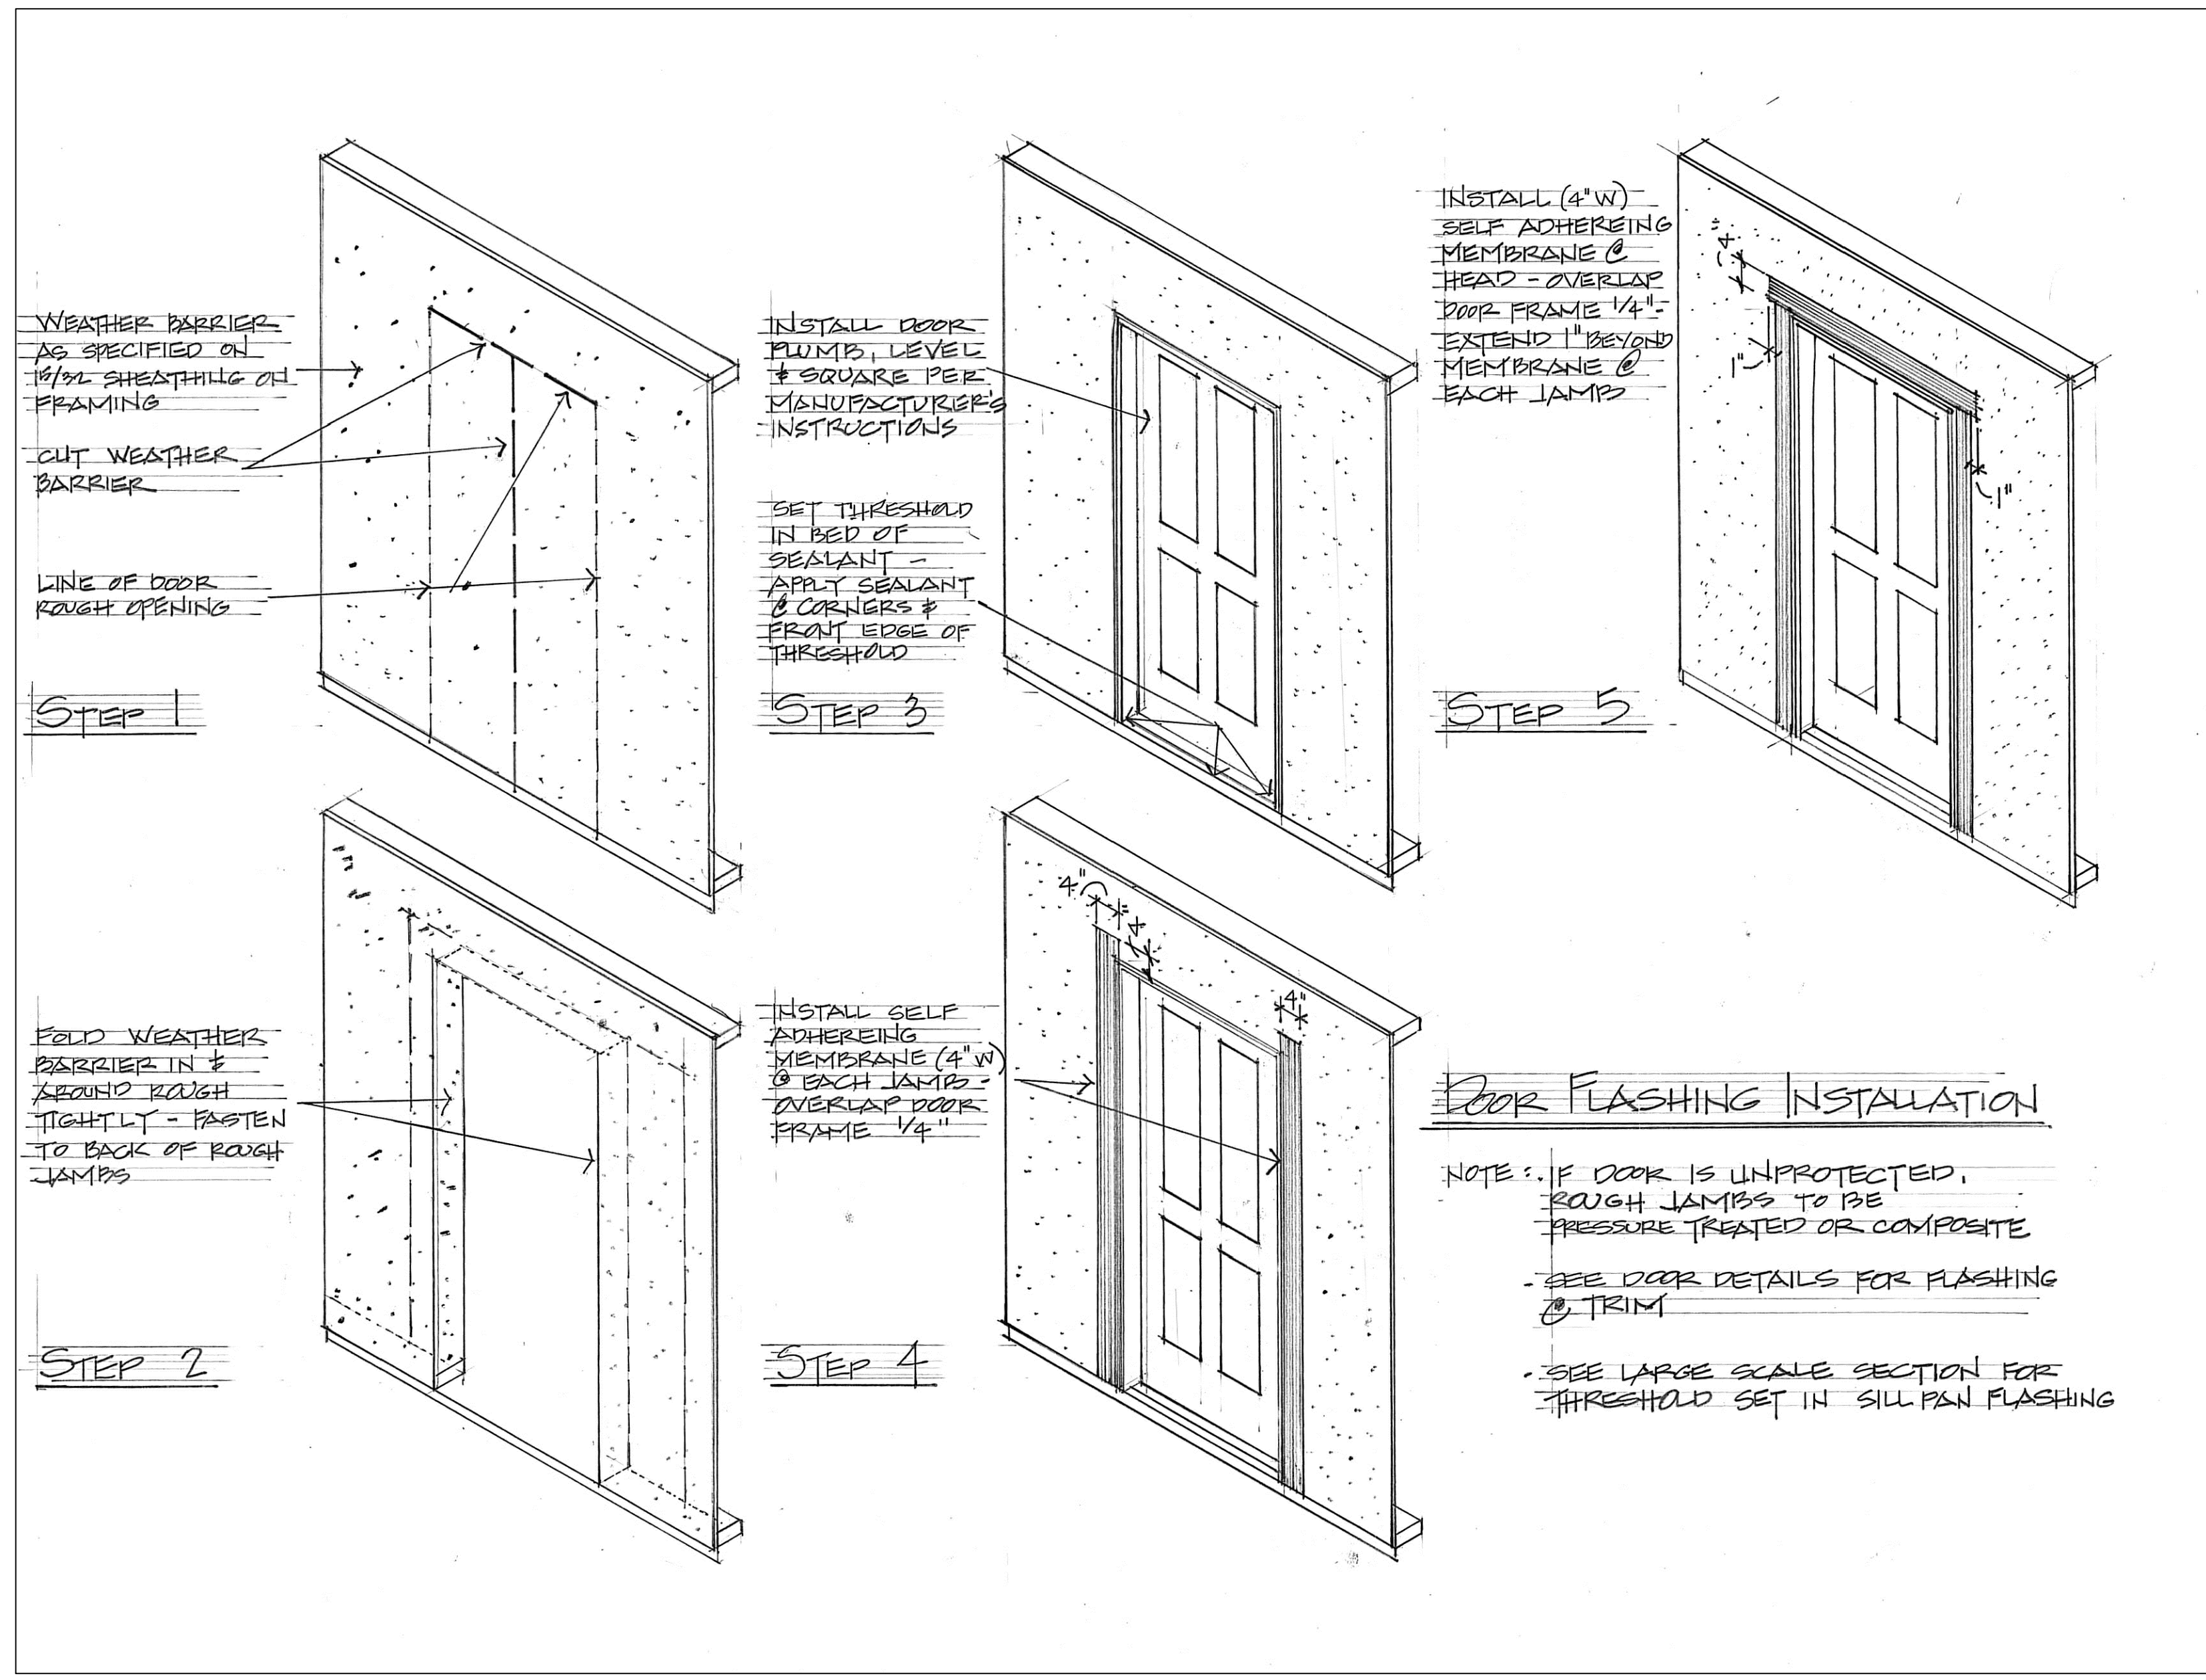 WEATHER BARRIER
AS SPECIFIED ON
15/32 SHEATHING ON
FRAMING
CUT WEATHER
BARRIER
LINE OF DOOR
ROUGH OPENING
STEP 1
FOLD WEATHER
BARRIER IN &
AROUND ROUGH
TIGHTLY - FASTEN
TO BACK OF ROUGH
JAMBS
STEP 2
INSTALL DOOR
PLUMB, LEVEL
& SQUARE PER
MANUFACTURER'S
INSTRUCTIONS
SET THRESHOLD
IN BED OF
SEALANT -
APPLY SEALANT
@ CORNERS &
FRONT EDGE OF
THRESHOLD
STEP 3
4"
4"
4"
INSTALL SELF
ADHEREING
MEMBRANE (4" W)
@ EACH JAMB -
OVERLAP DOOR
FRAME 1/4"
STEP 4
INSTALL (4" W)
SELF ADHEREING
MEMBRANE @
HEAD - OVERLAP
DOOR FRAME 1/4" -
EXTEND 1" BEYOND
MEMBRANE @
EACH JAMB
4"
1"
1"
STEP 5
DOOR FLASHING INSTALLATION
NOTE: IF DOOR IS UNPROTECTED,
ROUGH JAMBS TO BE
PRESSURE TREATED OR COMPOSITE
- SEE DOOR DETAILS FOR FLASHING
@ TRIM
- SEE LARGE SCALE SECTION FOR
THRESHOLD SET IN SILL PAN FLASHING